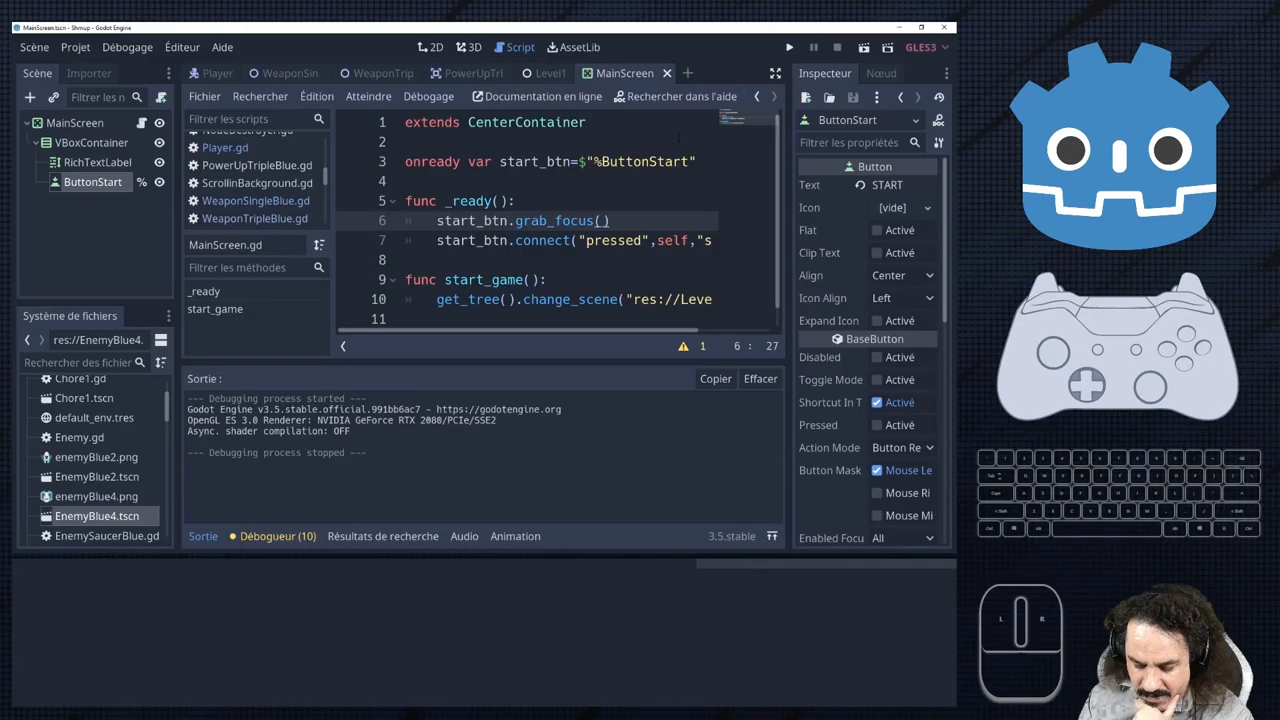 MainScreen.tscn - Shmup - Godot Engine
Scène Projet Débogage Éditeur Aide
2D 3D Script AssetLib
GLES3
Scène Importer
Filtrer les n
MainScreen
VBoxContainer
RichTextLabel
ButtonStart %
Système de fichiers
res://EnemyBlue4.
Recherche des fichier
Chore1.gd
Chore1.tscn
default_env.tres
Enemy.gd
enemyBlue2.png
EnemyBlue2.tscn
enemyBlue4.png
EnemyBlue4.tscn
EnemySaucerBlue.gd
Player WeaponSin WeaponTrip PowerUpTri Level1 MainScreen
Fichier Rechercher Édition Atteindre Débogage Documentation en ligne Rechercher dans l'aide
Filtrer les scripts
NodeDestroyer.gd
Player.gd
PowerUpTripleBlue.gd
ScrollinBackground.gd
WeaponSingleBlue.gd
WeaponTripleBlue.gd
MainScreen.gd
Filtrer les méthodes
_ready
start_game
1 extends CenterContainer
2
3 onready var start_btn=$"%ButtonStart"
4
5 func _ready():
6 start_btn.grab_focus()
7 start_btn.connect("pressed",self,"s
8
9 func start_game():
10 get_tree().change_scene("res://Leve
11
1 6 : 27
Sortie : Copier Effacer
--- Debugging process started ---
Godot Engine v3.5.stable.official.991bb6ac7 - https://godotengine.org
OpenGL ES 3.0 Renderer: NVIDIA GeForce RTX 2080/PCIe/SSE2
Async. shader compilation: OFF
--- Debugging process stopped ---
Sortie Débogueur (10) Résultats de recherche Audio Animation 3.5.stable
Inspecteur Nœud
ButtonStart
Filtrer les propriétés
Button
Text START
Icon [vide]
Flat Activé
Clip Text Activé
Align Center
Icon Align Left
Expand Icon Activé
BaseButton
Disabled Activé
Toggle Mode Activé
Shortcut In T Activé
Pressed Activé
Action Mode Button Re
Button Mask Mouse Le
Mouse Ri
Mouse Mi
Enabled Focu All
L R